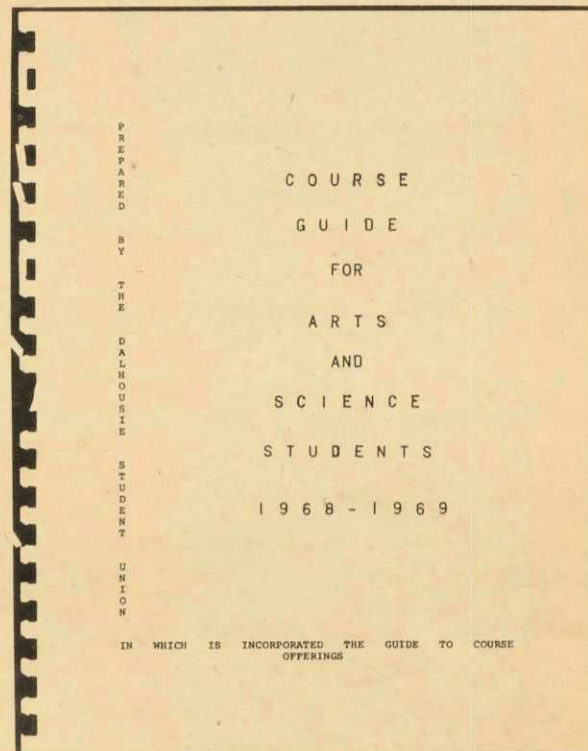 PREPARED BY THE DALHOUSIE STUDENT UNION
COURSE
GUIDE
FOR
ARTS
AND
SCIENCE
STUDENTS
1968-1969
IN WHICH IS INCORPORATED THE GUIDE TO COURSE
OFFERINGS